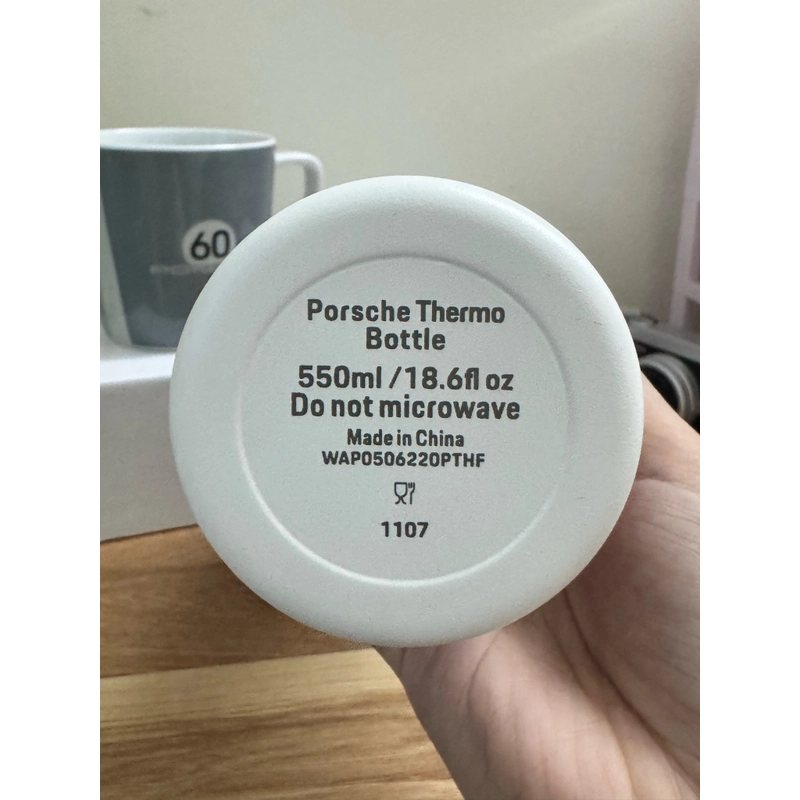 60
Porsche Thermo
Bottle
550ml /18.6fl oz
Do not microwave
Made in China
WAP0506220PTHF
1107